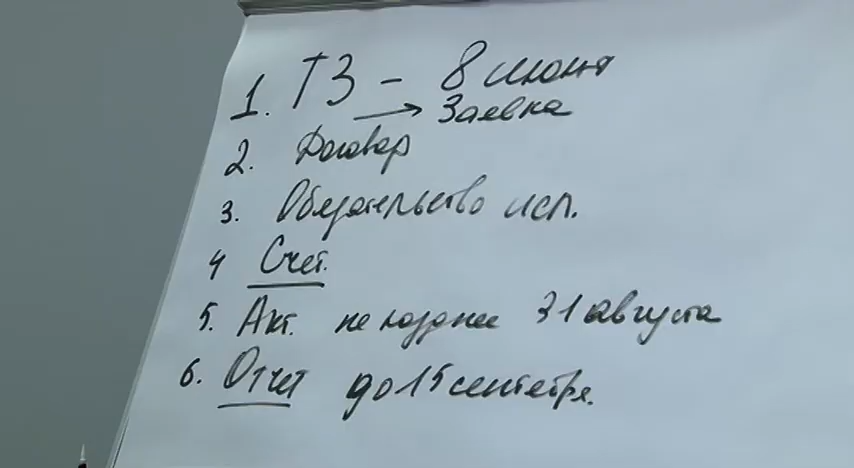 1. ТЗ - 8 июня
→ Заявка
2. Договор
3. Обязательство исп.
4 Счет.
5. Акт. не позднее 31 августа
6. Отчет до 15 сентября.